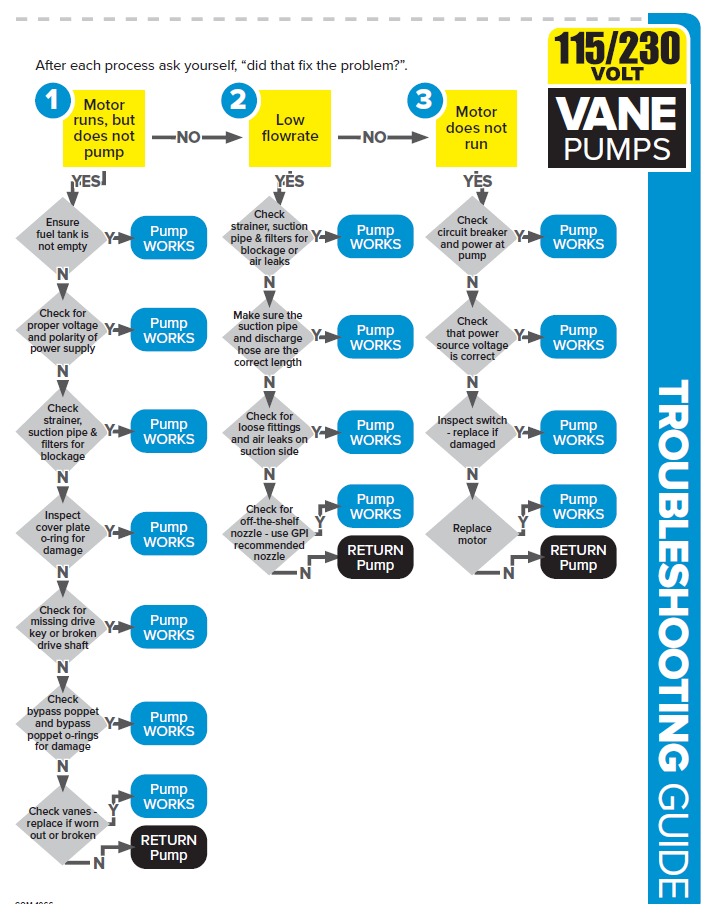 After each process ask yourself, “did that fix the problem?”.
115/230
VOLT
VANE
PUMPS
TROUBLESHOOTING GUIDE
1
Motor
runs, but
does not
pump
NO
2
Low
flowrate
NO
3
Motor
does not
run
YES
Ensure
fuel tank is
not empty
Y
Pump
WORKS
N
Check for
proper voltage
and polarity of
power supply
Y
Pump
WORKS
N
Check
strainer,
suction pipe &
filters for
blockage
Y
Pump
WORKS
N
Inspect
cover plate
o-ring for
damage
Y
Pump
WORKS
N
Check for
missing drive
key or broken
drive shaft
Y
Pump
WORKS
N
Check
bypass poppet
and bypass
poppet o-rings
for damage
Y
Pump
WORKS
N
Check vanes -
replace if worn
out or broken
Y
Pump
WORKS
N
RETURN
Pump
YES
Check
strainer, suction
pipe & filters for
blockage or
air leaks
Y
Pump
WORKS
N
Make sure the
suction pipe
and discharge
hose are the
correct length
Y
Pump
WORKS
N
Check for
loose fittings
and air leaks on
suction side
Y
Pump
WORKS
N
Check for
off-the-shelf
nozzle - use GPI
recommended
nozzle
Y
Pump
WORKS
N
RETURN
Pump
YES
Check
circuit breaker
and power at
pump
Y
Pump
WORKS
N
Check
that power
source voltage
is correct
Y
Pump
WORKS
N
Inspect switch
- replace if
damaged
Y
Pump
WORKS
N
Replace
motor
Y
Pump
WORKS
N
RETURN
Pump